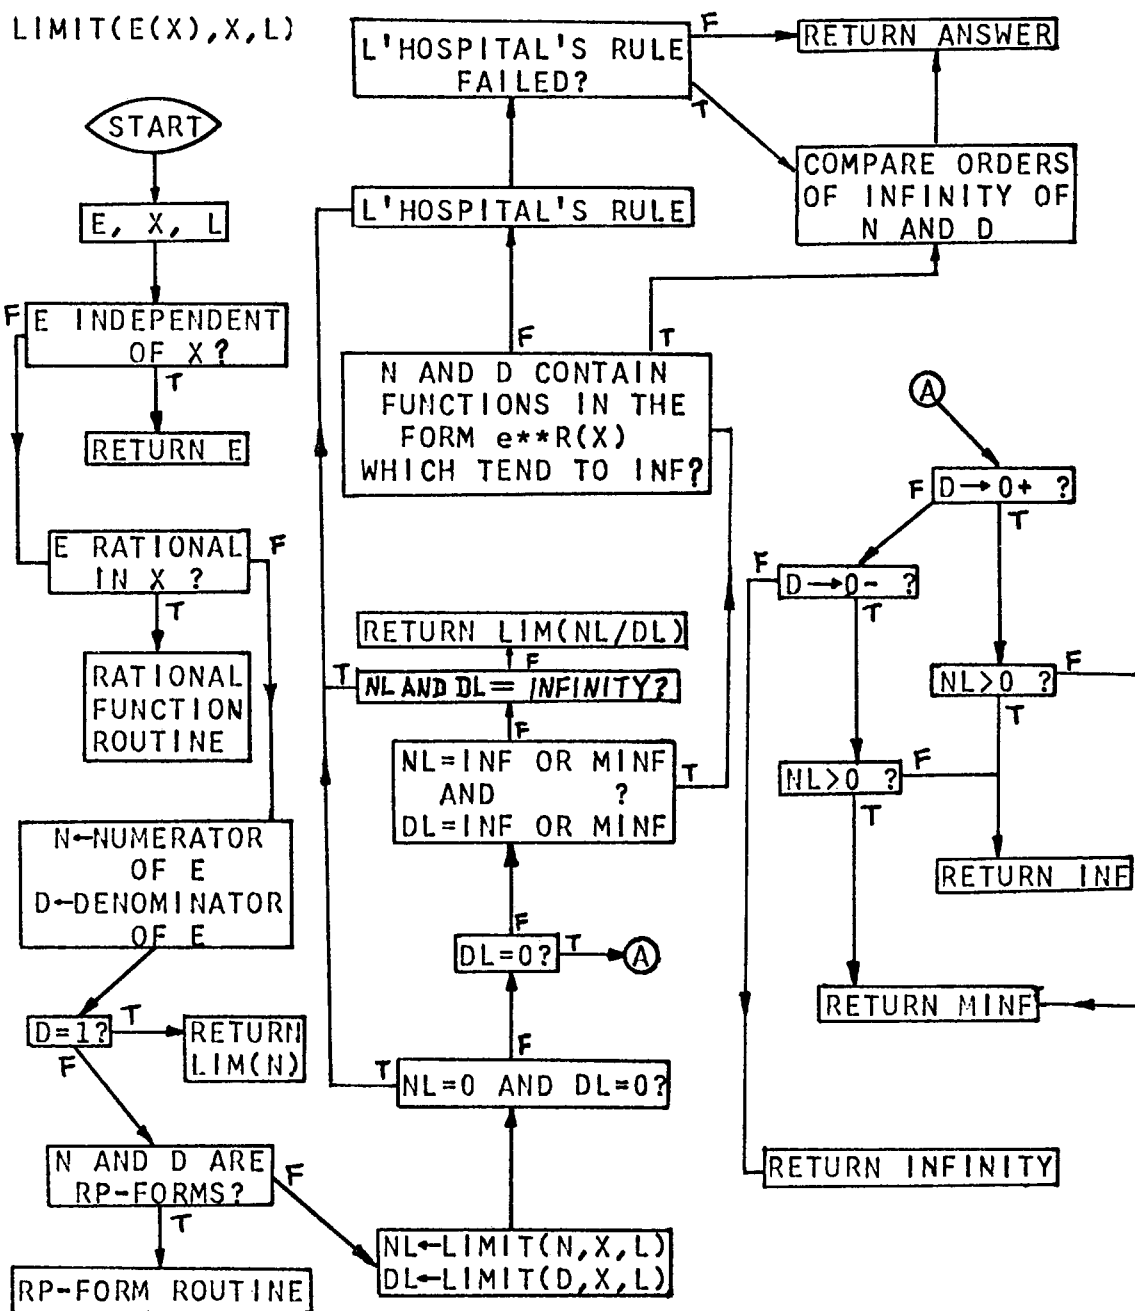 LIMIT(E(X),X,L)
START
E, X, L
F
E INDEPENDENT
OF X?
T
RETURN E
E RATIONAL
IN X ?
F
T
RATIONAL
FUNCTION
ROUTINE
N←NUMERATOR
OF E
D←DENOMINATOR
OF E
D=1?
T
RETURN
LIM(N)
F
N AND D ARE
RP-FORMS?
F
T
RP-FORM ROUTINE
L'HOSPITAL'S RULE
FAILED?
F
T
RETURN ANSWER
COMPARE ORDERS
OF INFINITY OF
N AND D
L'HOSPITAL'S RULE
F
T
N AND D CONTAIN
FUNCTIONS IN THE
FORM e**R(X)
WHICH TEND TO INF?
RETURN LIM(NL/DL)
T
F
NL AND DL= INFINITY?
F
NL=INF OR MINF
AND ?
DL=INF OR MINF
T
F
DL=0?
T
A
F
T
NL=0 AND DL=0?
NL←LIMIT(N,X,L)
DL←LIMIT(D,X,L)
A
F
D→0+ ?
T
F
D→0- ?
T
NL>0 ?
F
T
NL>0 ?
F
T
RETURN INF
RETURN MINF
RETURN INFINITY